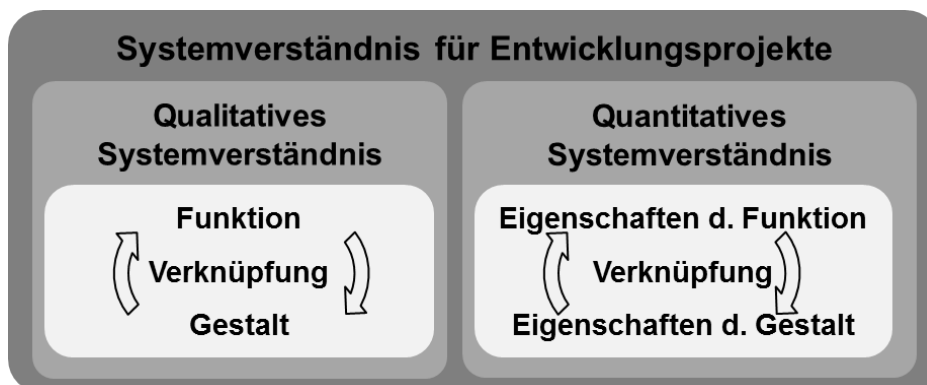 Systemverständnis für Entwicklungsprojekte
Qualitatives
Systemverständnis
Funktion
Verknüpfung
Gestalt
Quantitatives
Systemverständnis
Eigenschaften d. Funktion
Verknüpfung
Eigenschaften d. Gestalt